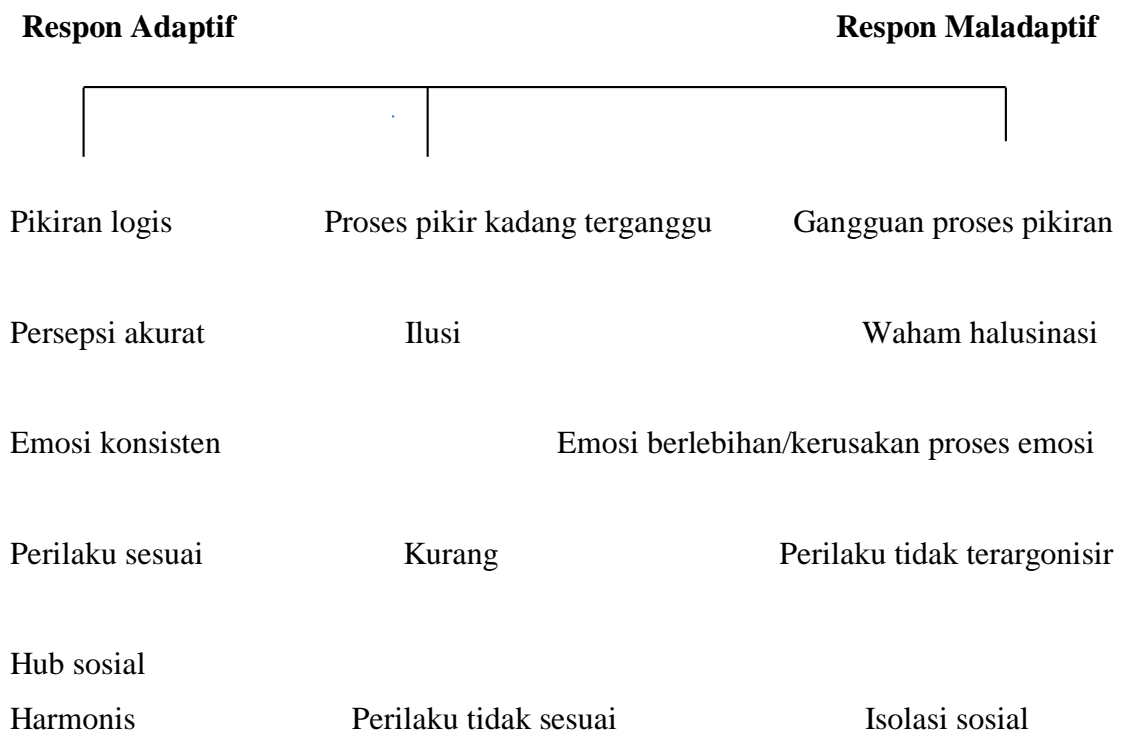 Respon Adaptif Respon Maladaptif
Pikiran logis Proses pikir kadang terganggu Gangguan proses pikiran
Persepsi akurat Ilusi Waham halusinasi
Emosi konsisten Emosi berlebihan/kerusakan proses emosi
Perilaku sesuai Kurang Perilaku tidak terargonisir
Hub sosial
Harmonis Perilaku tidak sesuai Isolasi sosial